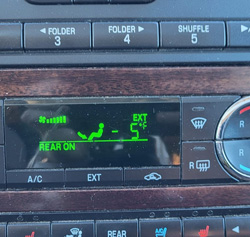 FOLDER FOLDER SHUFFLE
3 4 5
EXT
-5°F
REAR ON
R
A/C EXT
R
REAR